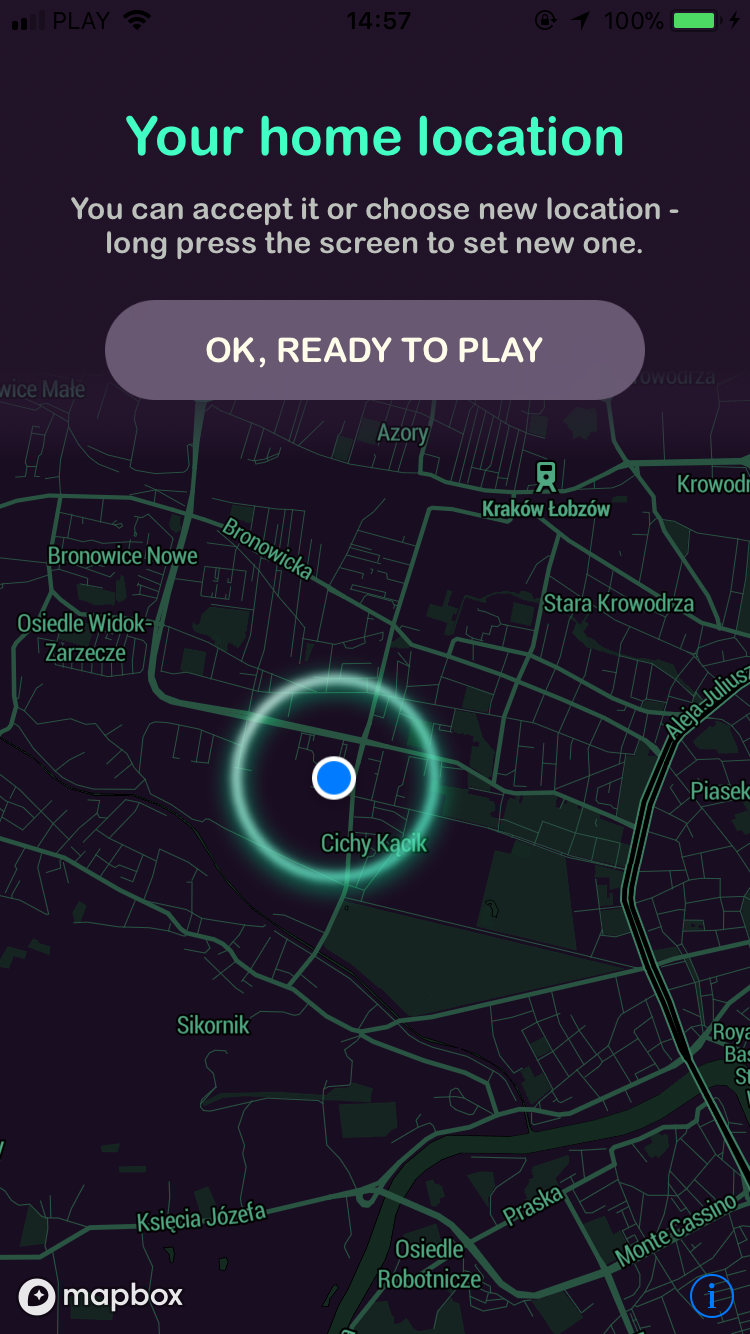 PLAY 14:57 100%
Your home location
You can accept it or choose new location -
long press the screen to set new one.
OK, READY TO PLAY
wice Małe
rowodrza
Azory
Krowodr
Kraków Łobzów
Bronowicka
Bronowice Nowe
Stara Krowodrza
Osiedle Widok-
Zarzecze
Aleja Juliusz
Piasek
Cichy Kącik
Sikornik
Roya
Bas
St
Praska
Księcia Józefa
Monte Cassino
Osiedle
Robotnicze
mapbox
i